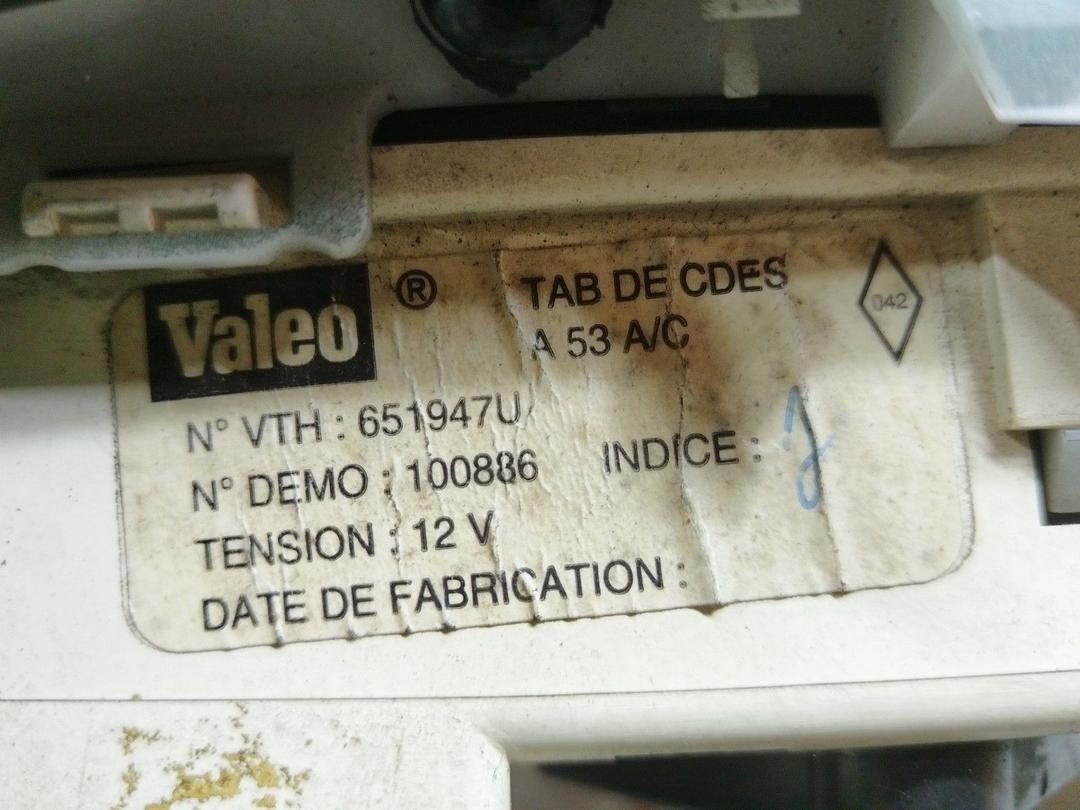 Valeo ® TAB DE CDES
A 53 A/C
042
N° VTH : 651947U
N° DEMO : 100886 INDICE :
TENSION : 12 V
DATE DE FABRICATION :